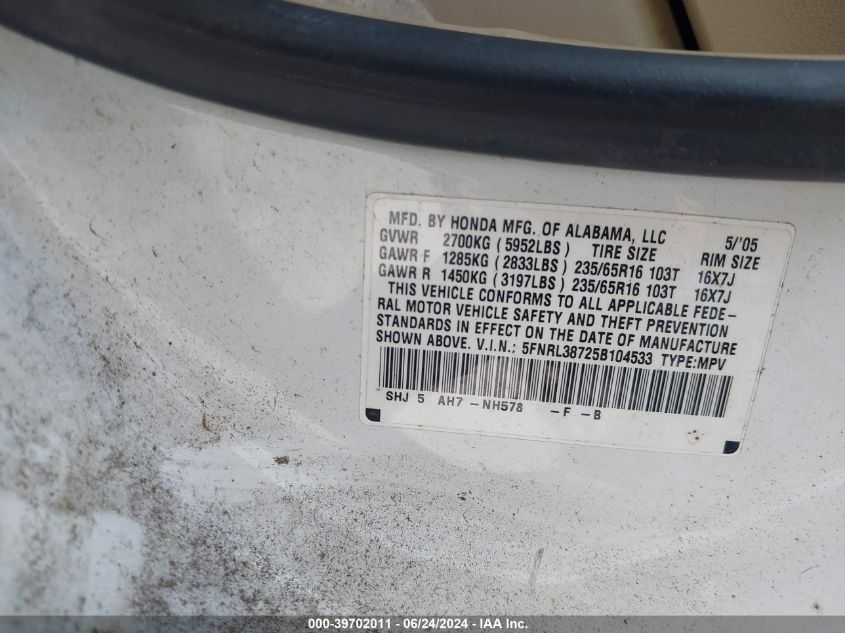 MFD. BY HONDA MFG. OF ALABAMA, LLC 5/'05
GVWR 2700KG (5952LBS) TIRE SIZE RIM SIZE
GAWR F 1285KG (2833LBS) 235/65R16 103T 16X7J
GAWR R 1450KG (3197LBS) 235/65R16 103T 16X7J
THIS VEHICLE CONFORMS TO ALL APPLICABLE FEDE-
RAL MOTOR VEHICLE SAFETY AND THEFT PREVENTION
STANDARDS IN EFFECT ON THE DATE OF MANUFACTURE
SHOWN ABOVE. V.I.N.: 5FNRL38725B104533 TYPE:MPV
SHJ 5 AH7 -NH578 -F -B
000-39702011 - 06/24/2024 - IAA Inc.